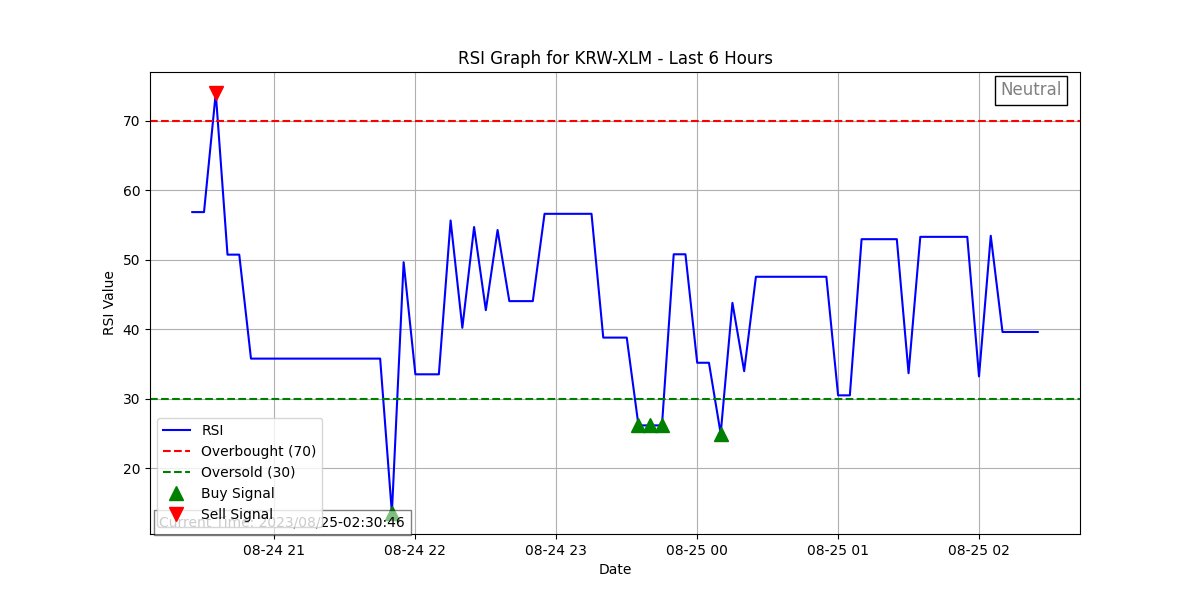 RSI Graph for KRW-XLM - Last 6 Hours
Neutral
RSI Value
70
60
50
40
30
20
RSI
Overbought (70)
Oversold (30)
Buy Signal
Sell Signal
Current Time: 2023/08/25-02:30:46
08-24 21
08-24 22
08-24 23
08-25 00
08-25 01
08-25 02
Date